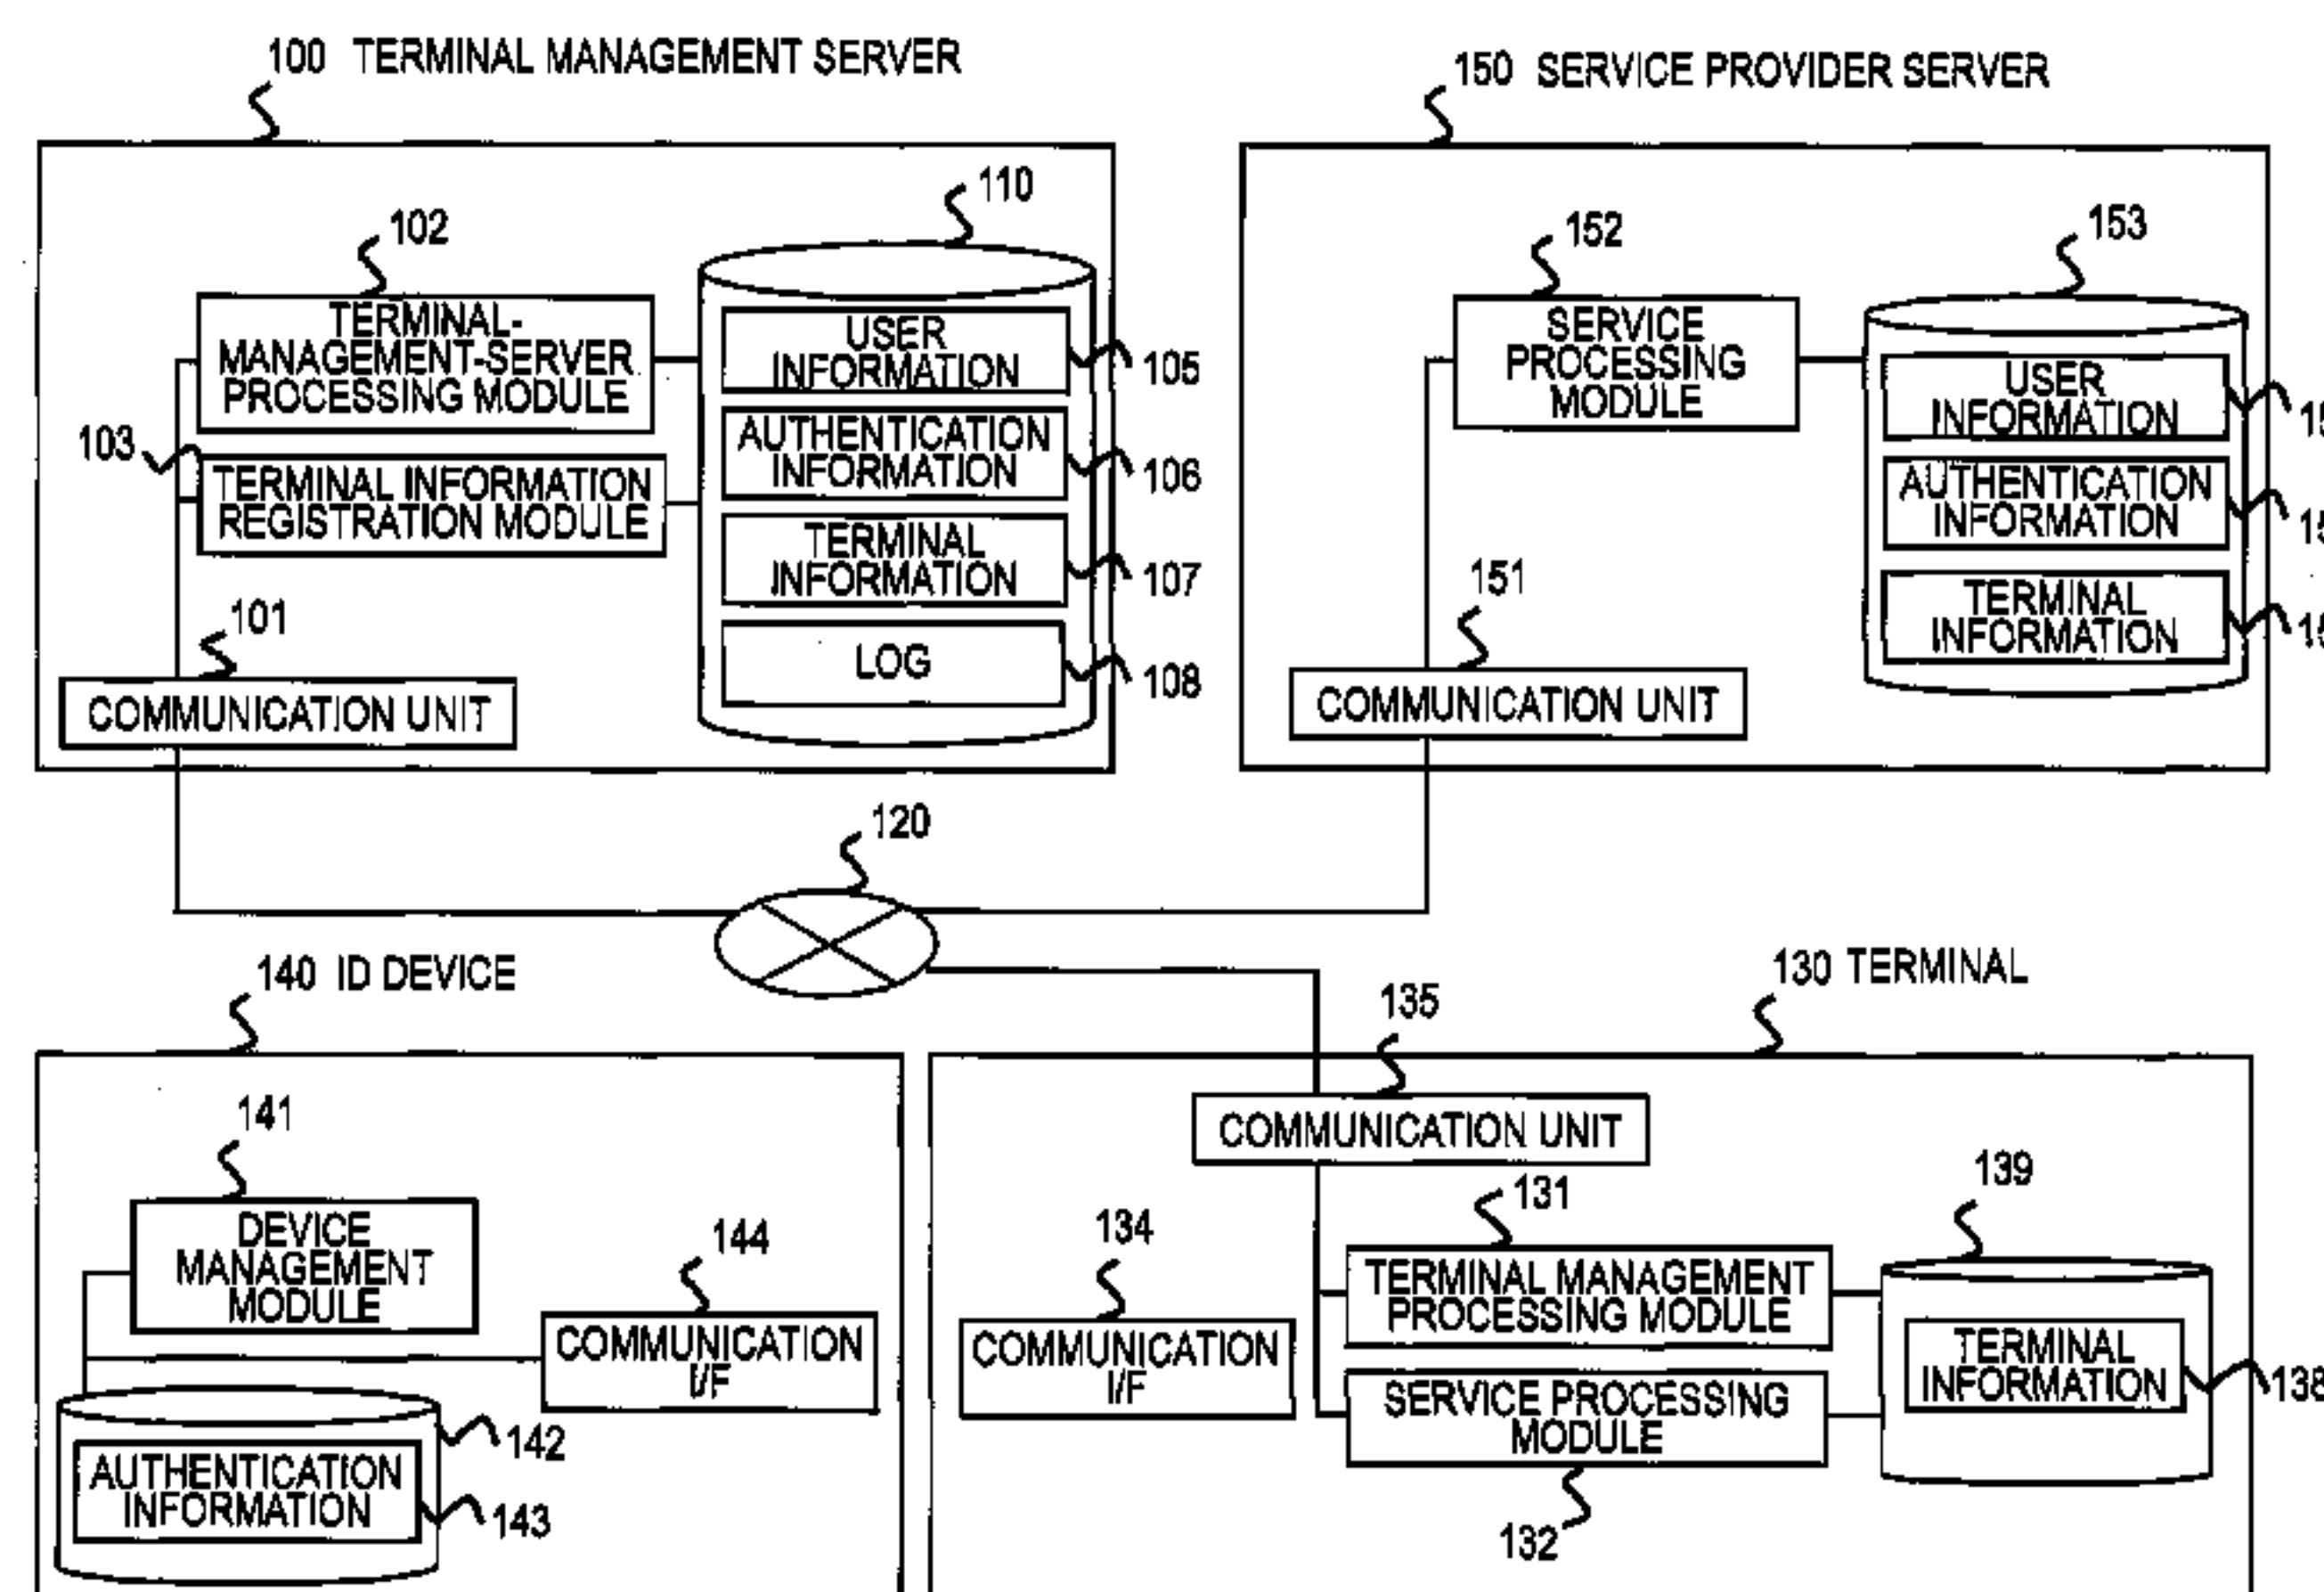 100 TERMINAL MANAGEMENT SERVER
110
102
TERMINAL-
MANAGEMENT-SERVER
PROCESSING MODULE
103
TERMINAL INFORMATION
REGISTRATION MODULE
USER
INFORMATION
105
AUTHENTICATION
INFORMATION
106
TERMINAL
INFORMATION
107
LOG
108
101
COMMUNICATION UNIT
150 SERVICE PROVIDER SERVER
152
SERVICE
PROCESSING
MODULE
153
USER
INFORMATION
AUTHENTICATION
INFORMATION
TERMINAL
INFORMATION
151
COMMUNICATION UNIT
120
140 ID DEVICE
141
DEVICE
MANAGEMENT
MODULE
144
COMMUNICATION
I/F
142
AUTHENTICATION
INFORMATION
143
130 TERMINAL
135
COMMUNICATION UNIT
134
COMMUNICATION
I/F
131
TERMINAL MANAGEMENT
PROCESSING MODULE
SERVICE PROCESSING
MODULE
132
139
TERMINAL
INFORMATION
138